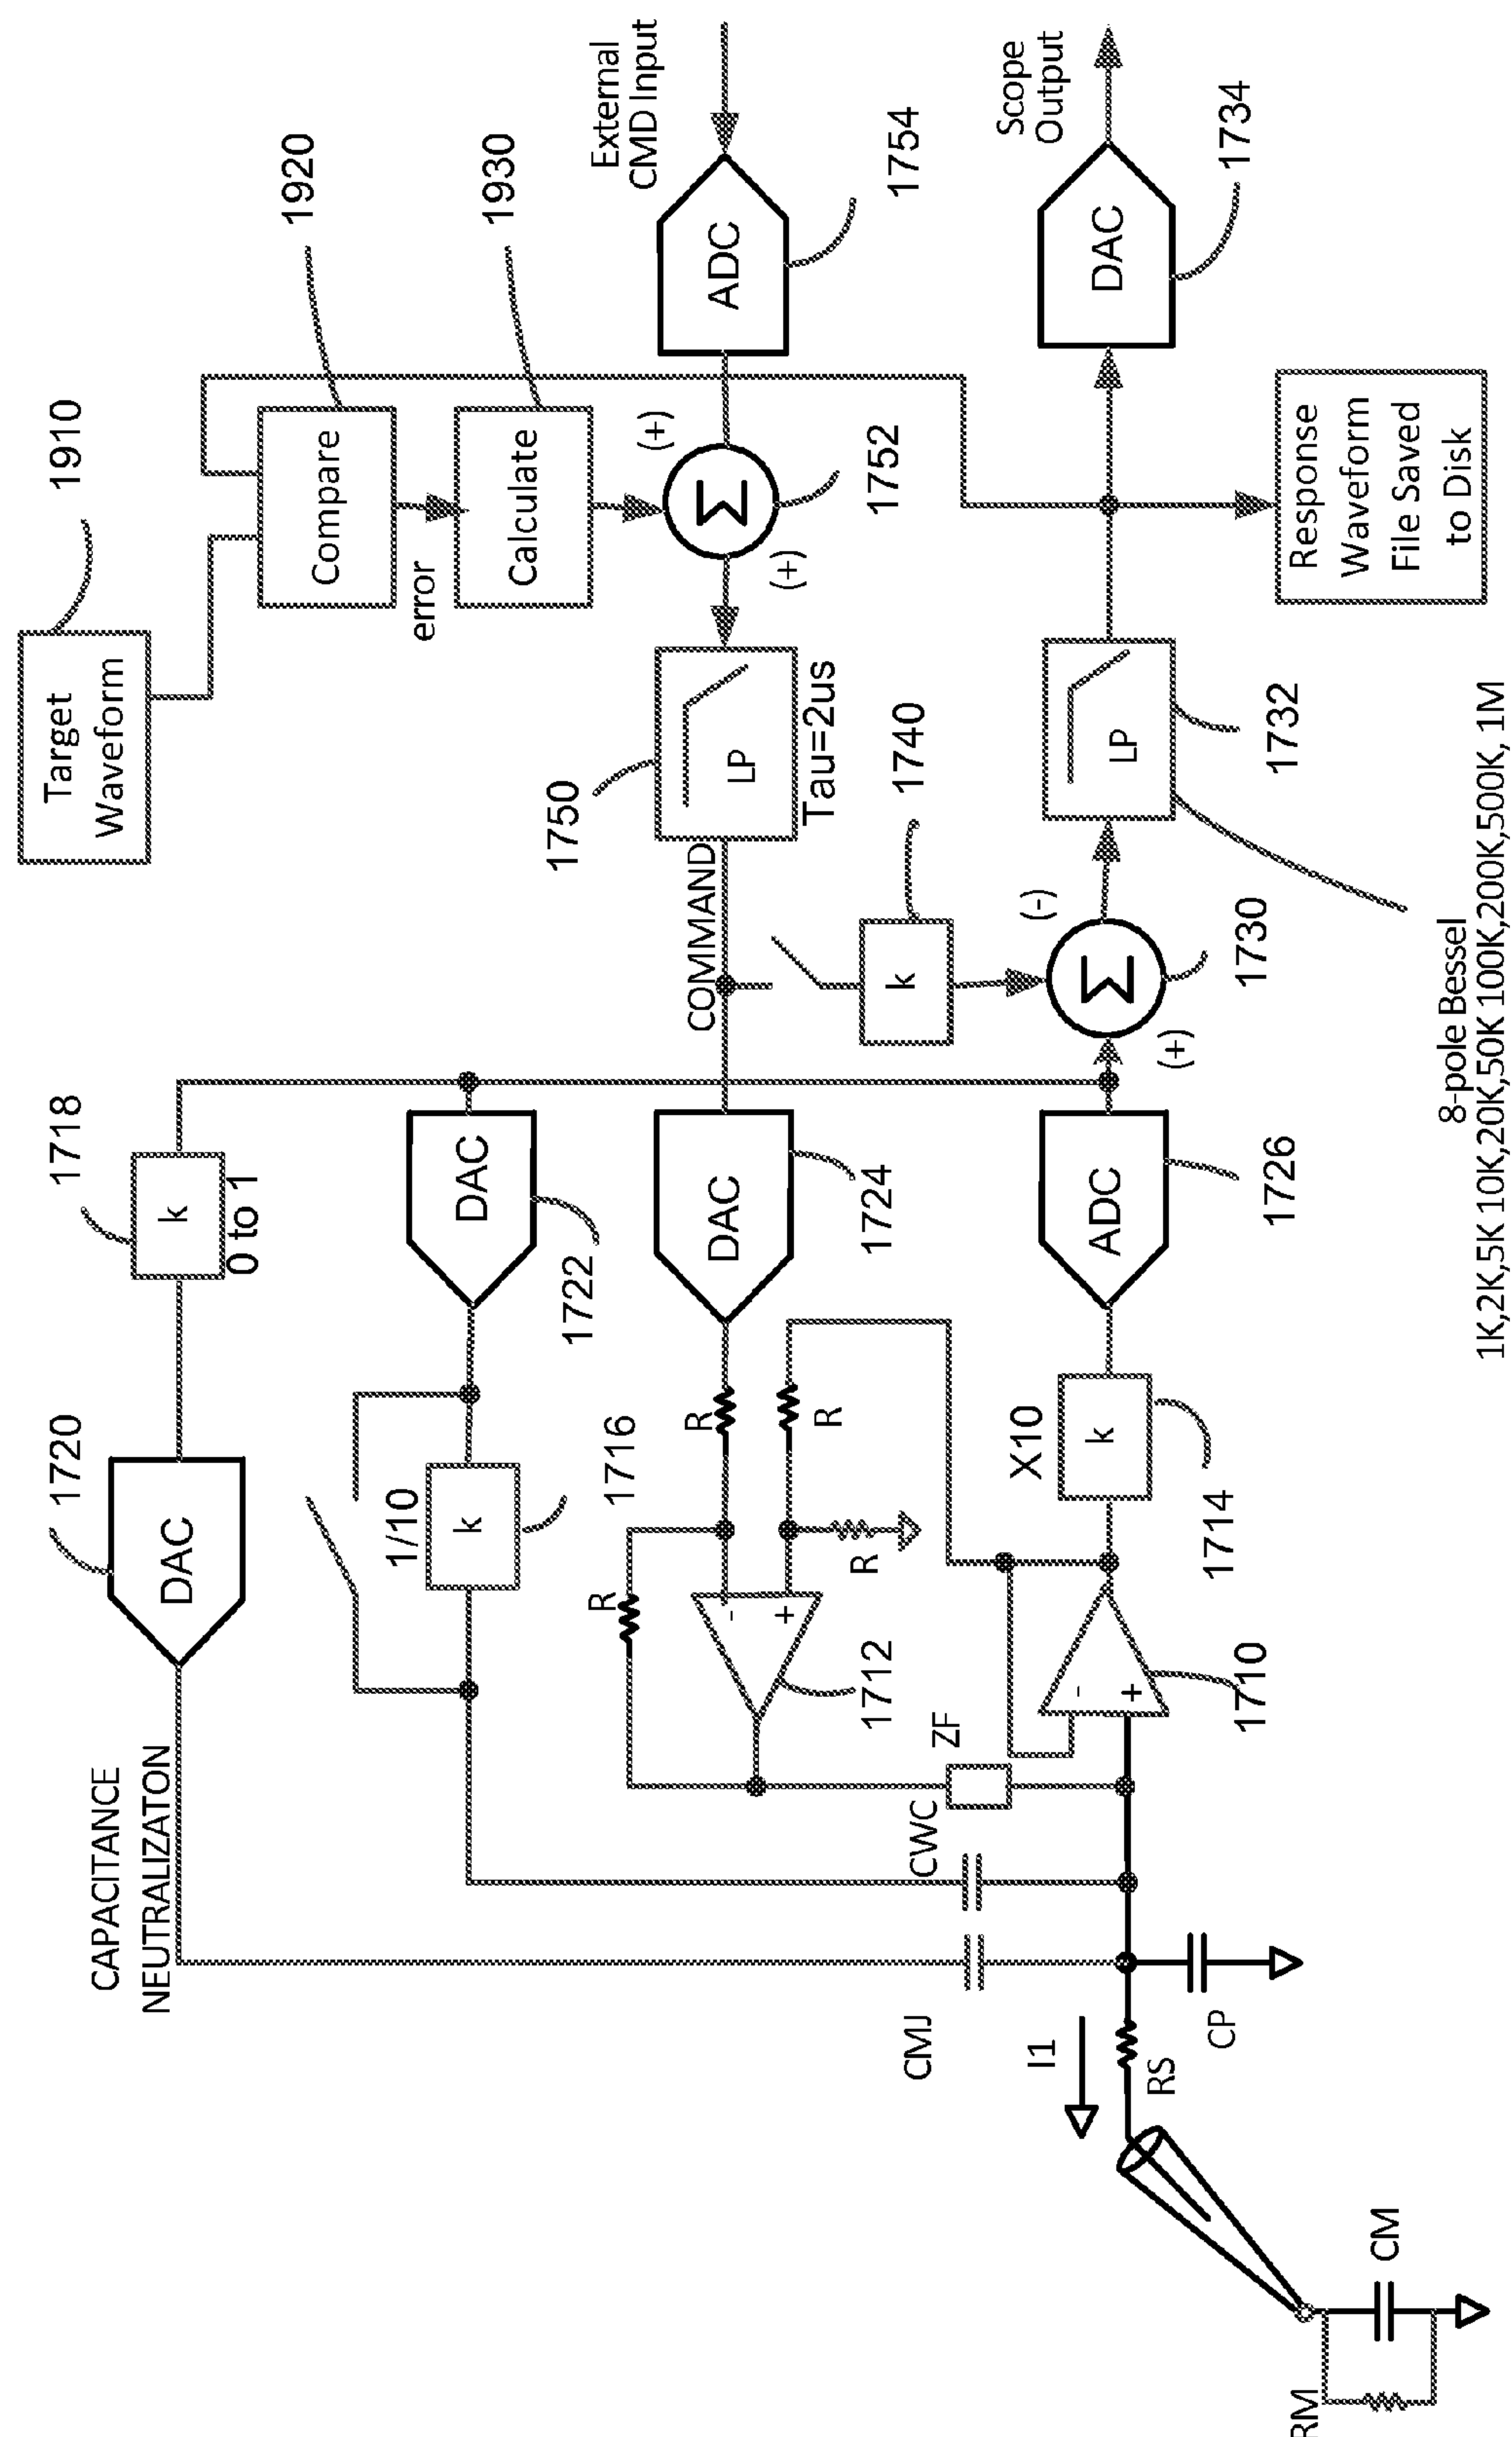 1910
Target
Waveform
1920
Compare
error
1930
Calculate
External
CMD Input
ADC
1754
(+)
Σ
1752
(+)
1750
LP
Tau=2us
COMMAND
1740
k
Scope
Output
DAC
1734
Response
Waveform
File Saved
to Disk
LP
1732
8-pole Bessel
1K,2K,5K 10K,20K,50K 100K,200K,500K, 1M
(-)
Σ
1730
(+)
1718
k
0 to 1
1720
DAC
CAPACITANCE
NEUTRALIZATON
DAC
1722
1/10
k
1716
DAC
1724
R
R
R
R
-
+
1712
ADC
1726
X10
k
1714
-
+
1710
ZF
CWC
CMJ
I1
RS
CP
CM
RM